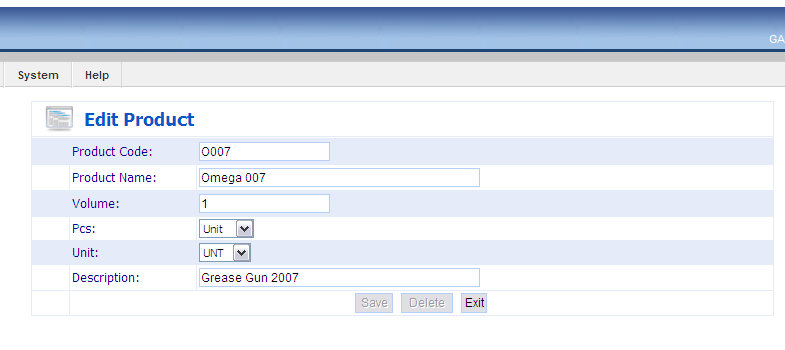 GA
System Help
Edit Product
Product Code: O007
Product Name: Omega 007
Volume: 1
Pcs: Unit
Unit: UNT
Description: Grease Gun 2007
Save Delete Exit